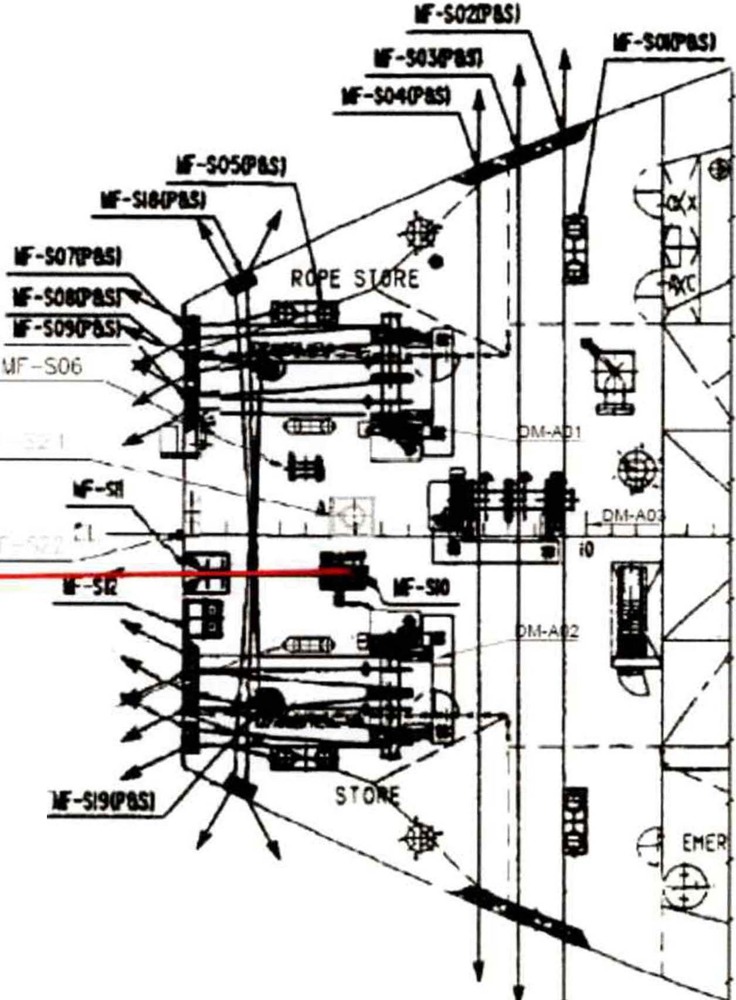 MF-S02(P&S)
MF-S01(P&S)
MF-S03(P&S)
MF-S04(P&S)
MF-S05(P&S)
MF-S18(P&S)
MF-S07(P&S)
ROPE STORE
MF-S08(P&S)
MF-S09(P&S)
MF-S06
DM-A01
MF-S11
DM-A03
CL
10
MF-S12
MF-S10
DM-A02
STORE
MF-S19(P&S)
EMER